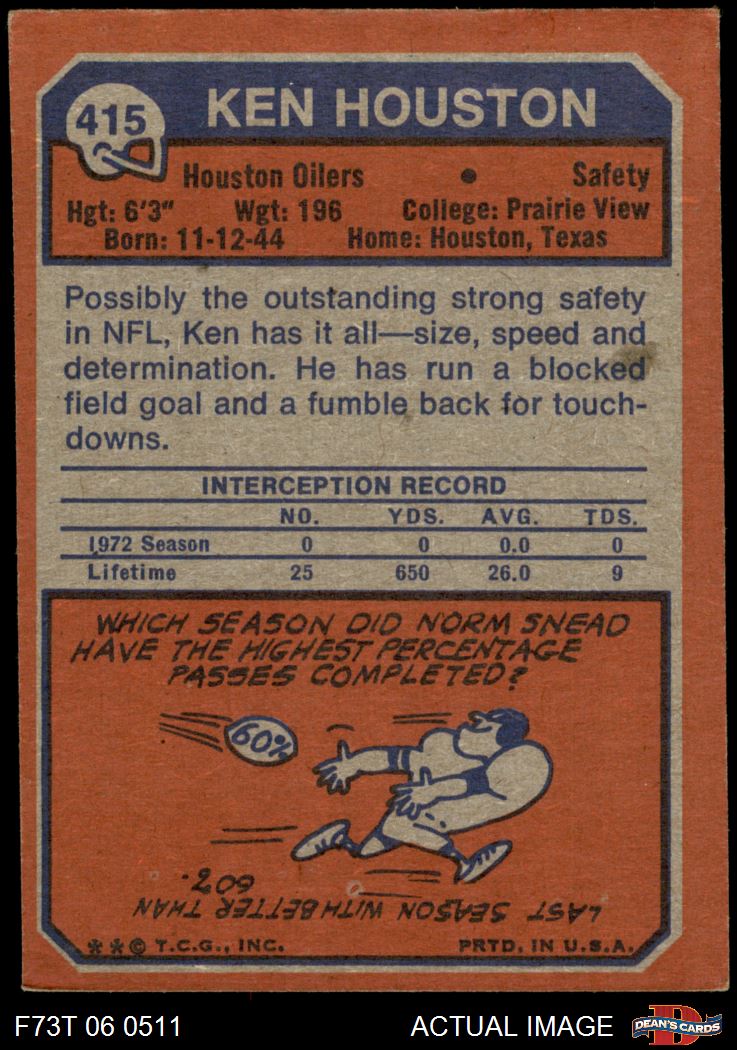 415
KEN HOUSTON
Houston Oilers • Safety
Hgt: 6'3" Wgt: 196 College: Prairie View
Born: 11-12-44 Home: Houston, Texas
Possibly the outstanding strong safety
in NFL, Ken has it all—size, speed and
determination. He has run a blocked
field goal and a fumble back for touch-
downs.
INTERCEPTION RECORD
NO. YDS. AVG. TDS.
1972 Season 0 0 0.0 0
Lifetime 25 650 26.0 9
WHICH SEASON DID NORM SNEAD
HAVE THE HIGHEST PERCENTAGE
PASSES COMPLETED?
60%
LAST SEASON WITH BETTER THAN
60%.
**© T.C.G., INC. PRTD. IN U.S.A.
F73T 06 0511 ACTUAL IMAGE
D
DEAN'S CARDS